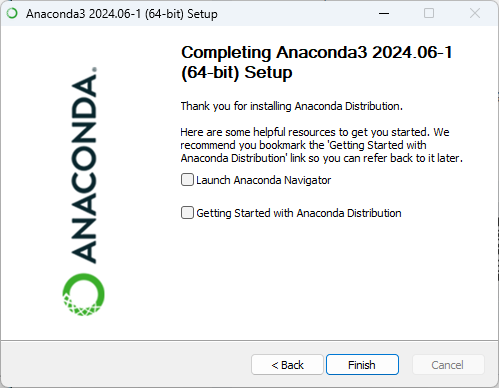 Anaconda3 2024.06-1 (64-bit) Setup
Completing Anaconda3 2024.06-1
(64-bit) Setup
Thank you for installing Anaconda Distribution.
Here are some helpful resources to get you started. We
recommend you bookmark the 'Getting Started with
Anaconda Distribution' link so you can refer back to it later.
Launch Anaconda Navigator
Getting Started with Anaconda Distribution
ANACONDA.
< Back
Finish
Cancel